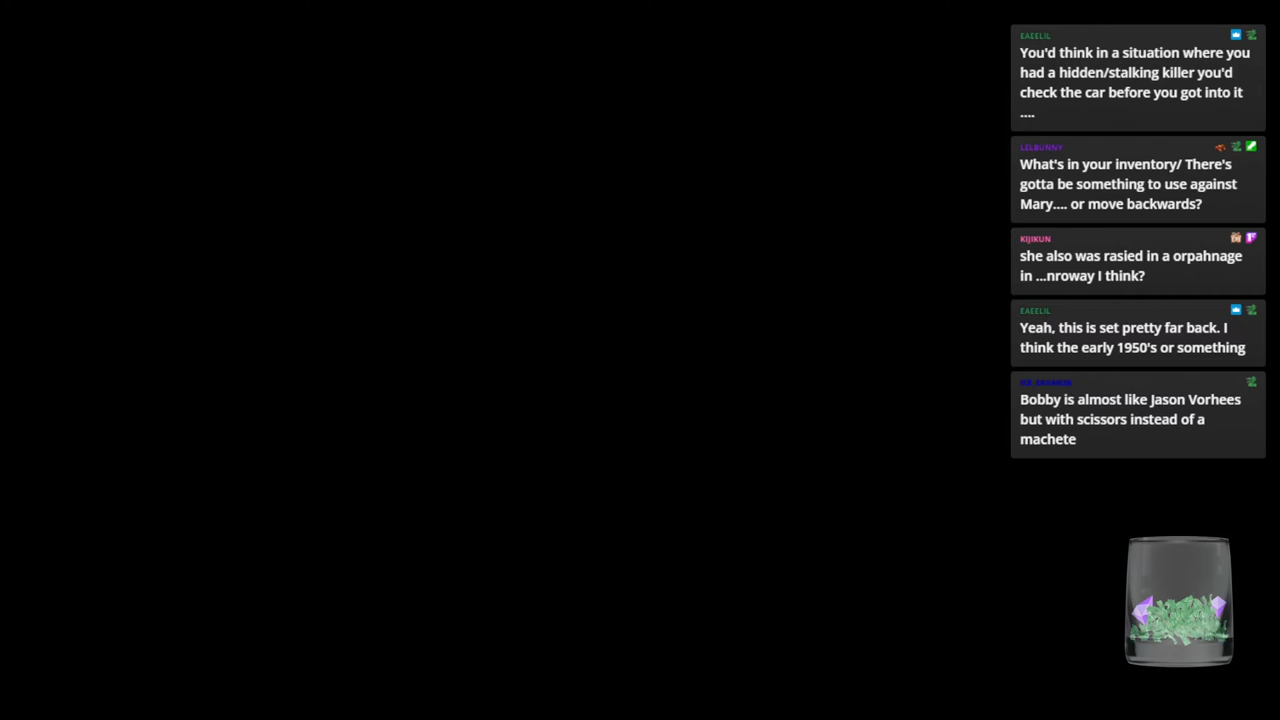 EAEELIL
You'd think in a situation where you
had a hidden/stalking killer you'd
check the car before you got into it
....
LELBUNNY
What's in your inventory/ There's
gotta be something to use against
Mary.... or move backwards?
KIJIKUN
she also was rasied in a orpahnage
in ...nroway I think?
EAEELIL
Yeah, this is set pretty far back. I
think the early 1950's or something
Bobby is almost like Jason Vorhees
but with scissors instead of a
machete